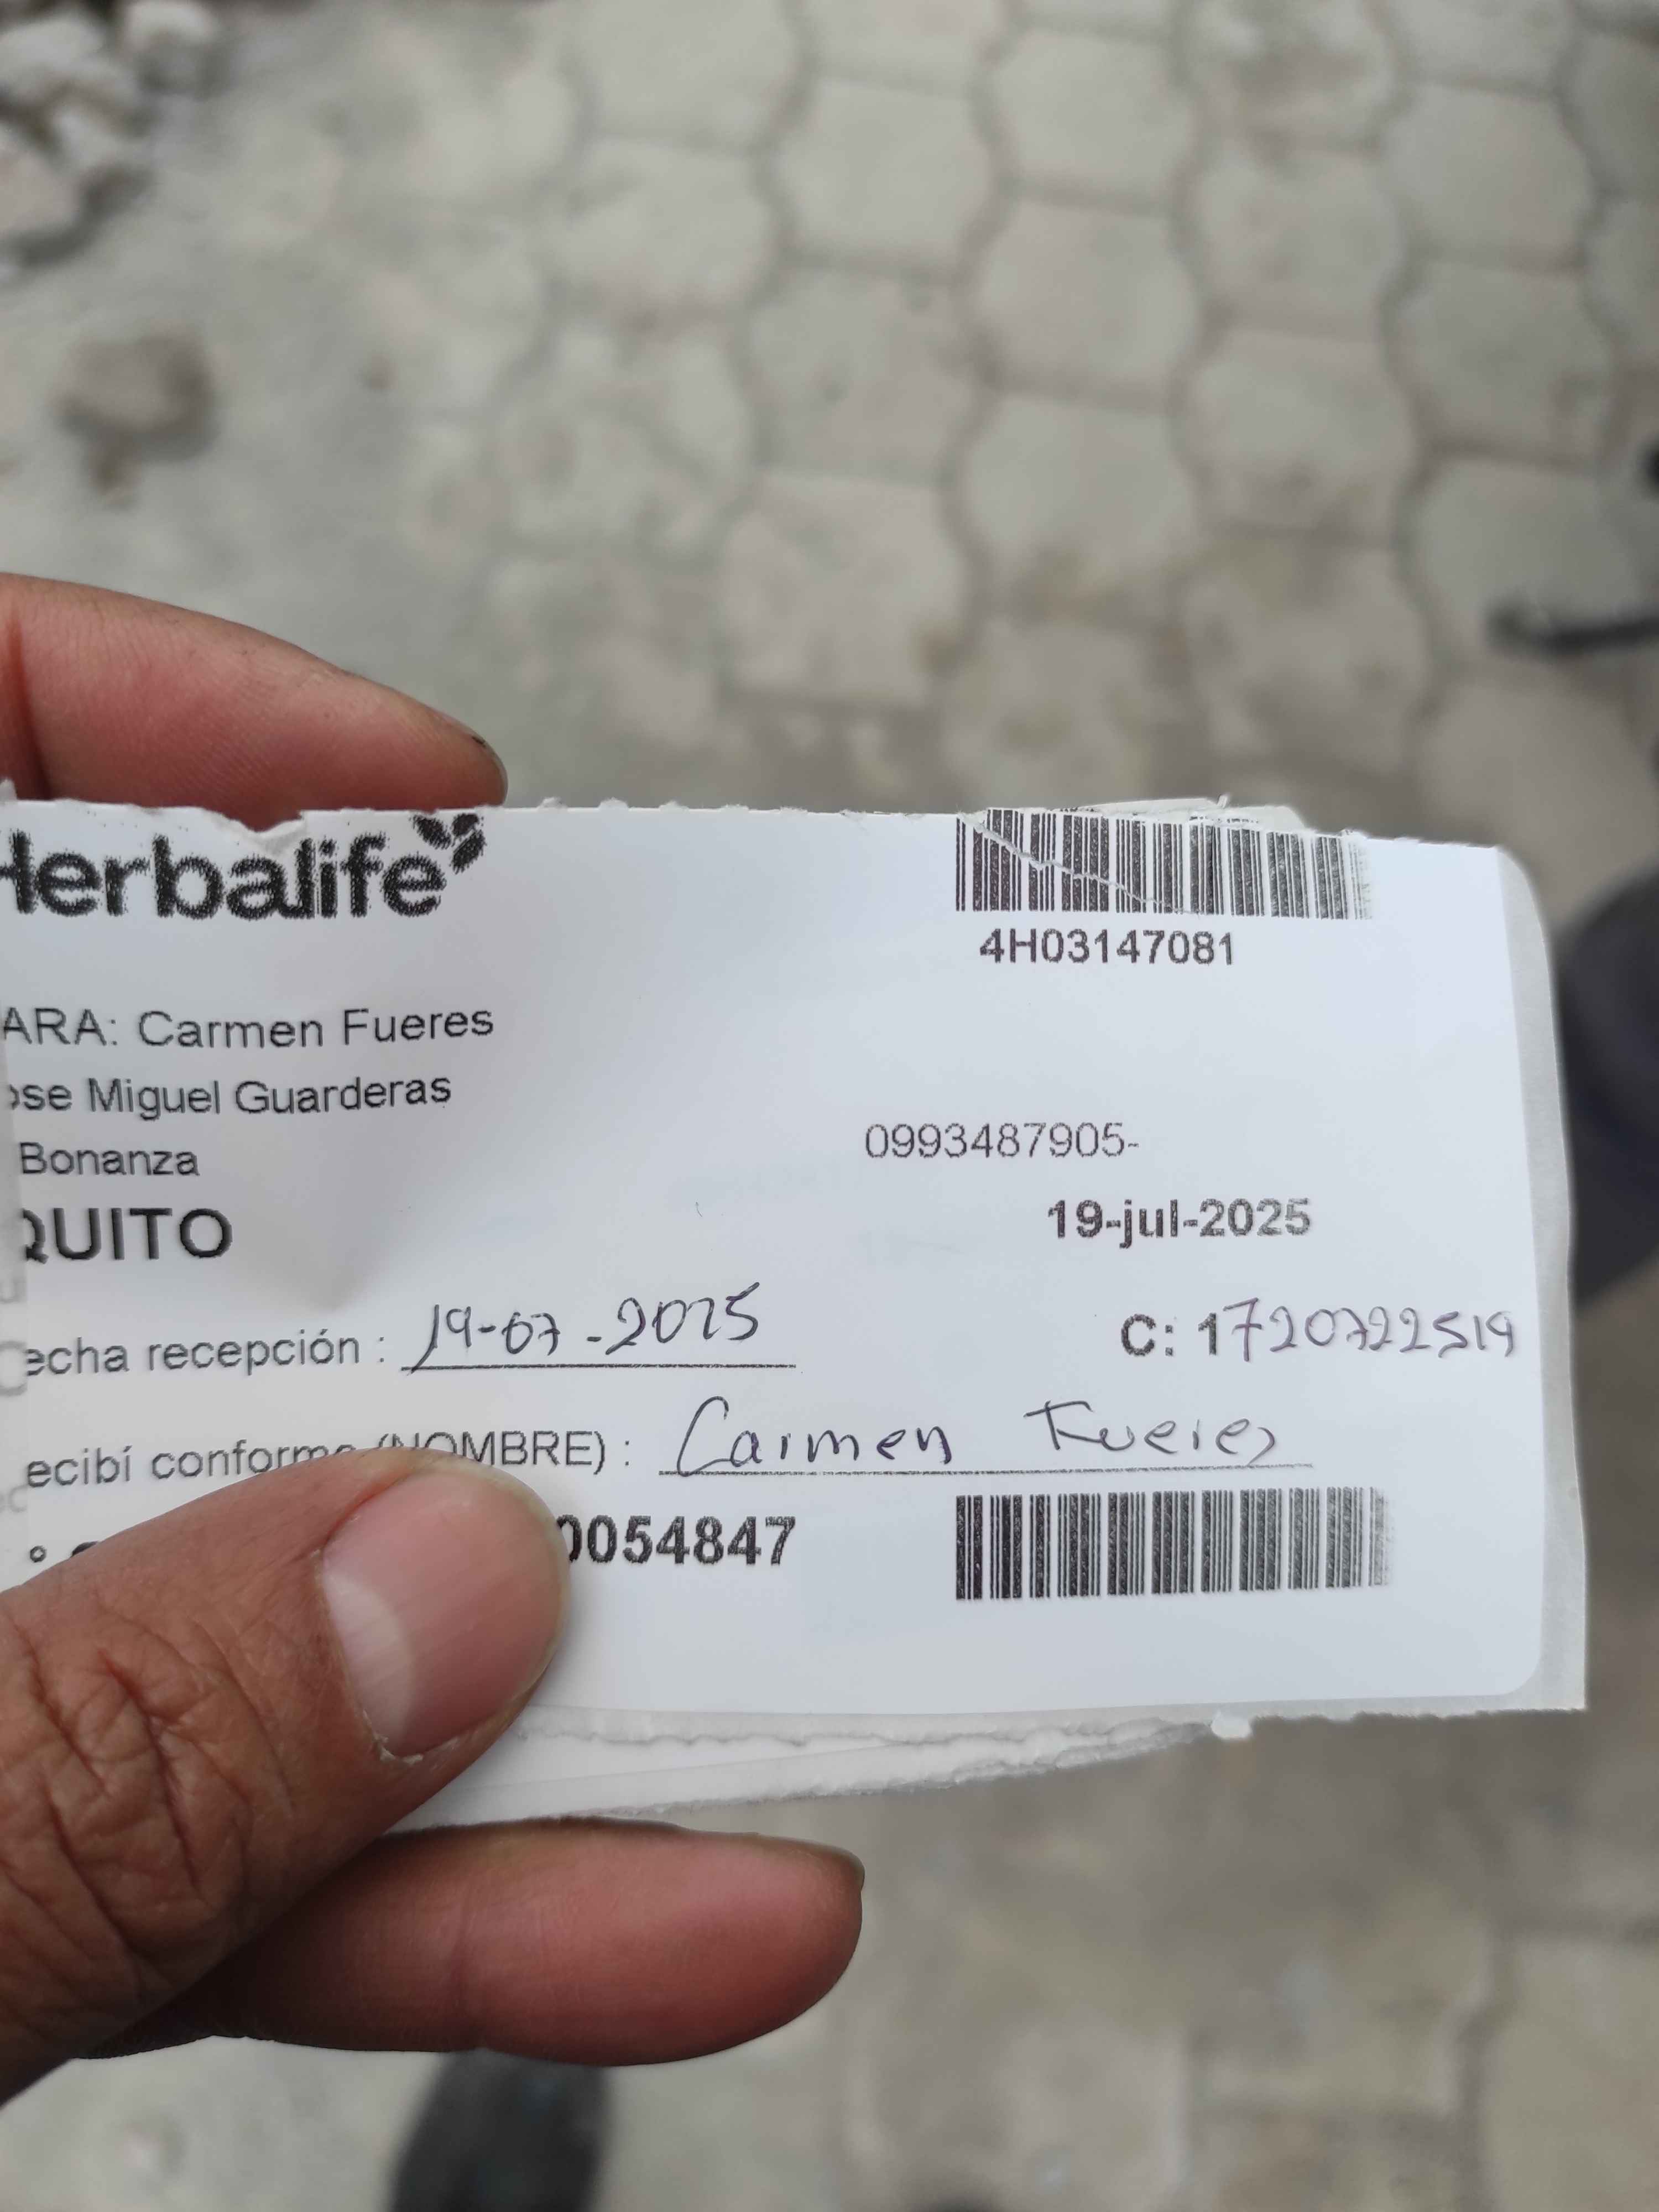 Herbalife
4H03147081
ARA: Carmen Fueres
ose Miguel Guarderas
0993487905-
Bonanza
19-jul-2025
QUITO
echa recepción : 19-07-2025
C: 1720722519
ecibí conforme (NOMBRE) : Carmen Fueres
0054847